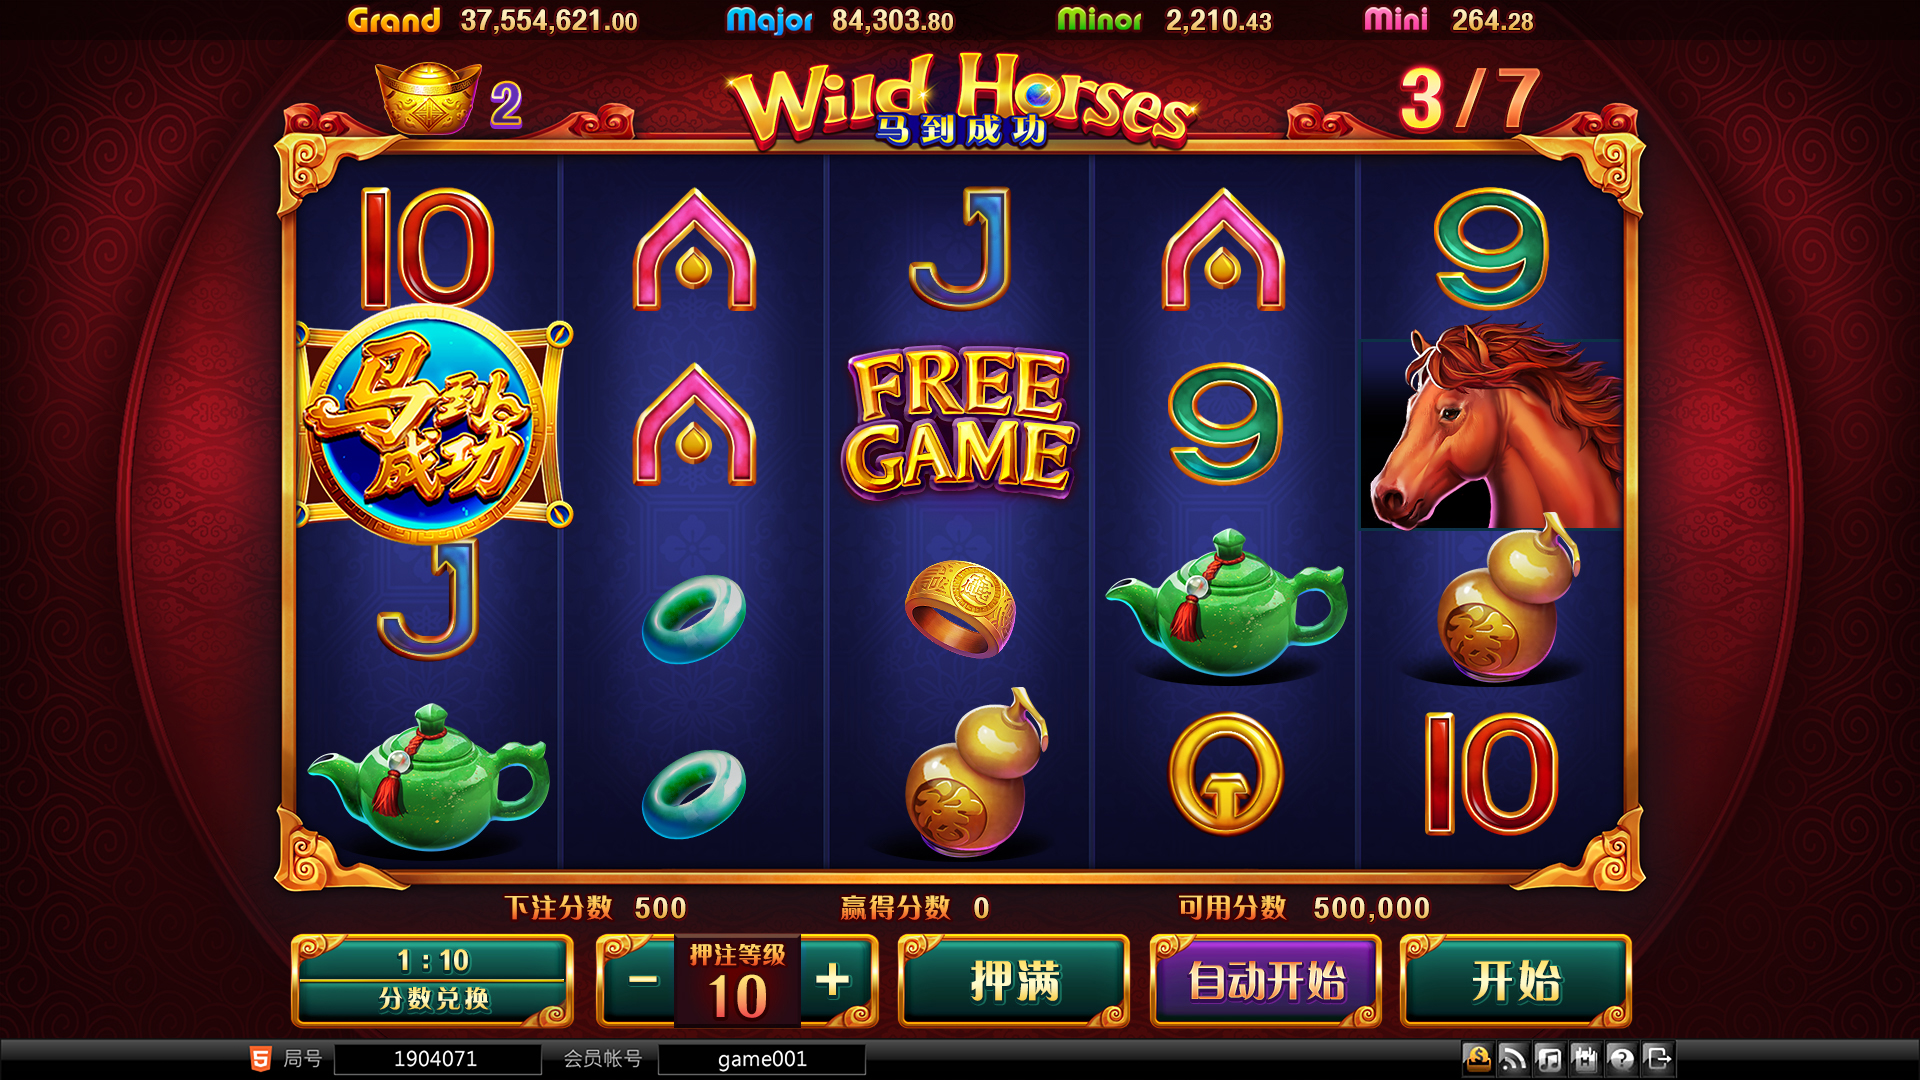 Grand 37,554,621.00 Major 84,303.80 Minor 2,210.43 Mini 264.28
2
Wild Horses
马到成功
3/7
10 A J A 9
马到成功
A
FREE GAME
9
J
10
Q
下注分数 500 赢得分数 0 可用分数 500,000
1:10
分数兑换
- 押注等级 +
10
押满
自动开始
开始
5 局号 1904071 会员帐号 game001